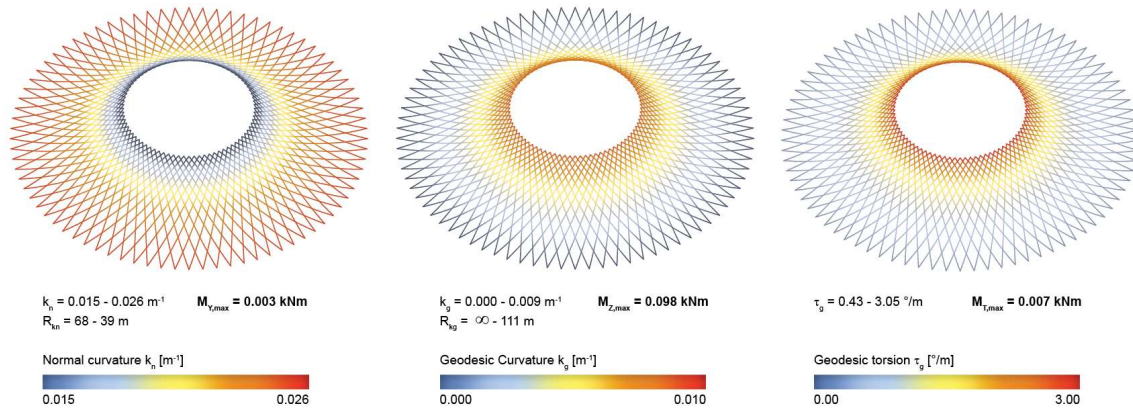 kₙ = 0.015 - 0.026 m⁻¹ M_Y,max = 0.003 kNm
R_kn = 68 - 39 m
Normal curvature kₙ [m⁻¹]
0.015 0.026
k_g = 0.000 - 0.009 m⁻¹ M_Z,max = 0.098 kNm
R_kg = ∞ - 111 m
Geodesic Curvature k_g [m⁻¹]
0.000 0.010
τ_g = 0.43 - 3.05 °/m M_T,max = 0.007 kNm
Geodesic torsion τ_g [°/m]
0.00 3.00